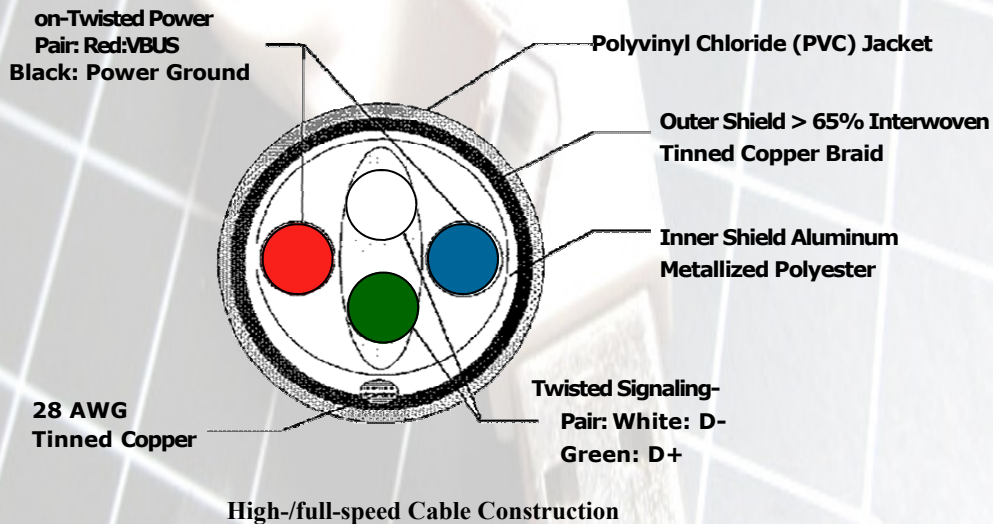 on-Twisted Power
Pair: Red:VBUS
Black: Power Ground
Polyvinyl Chloride (PVC) Jacket
Outer Shield > 65% Interwoven
Tinned Copper Braid
Inner Shield Aluminum
Metallized Polyester
Twisted Signaling-
Pair: White: D-
Green: D+
28 AWG
Tinned Copper
High-/full-speed Cable Construction